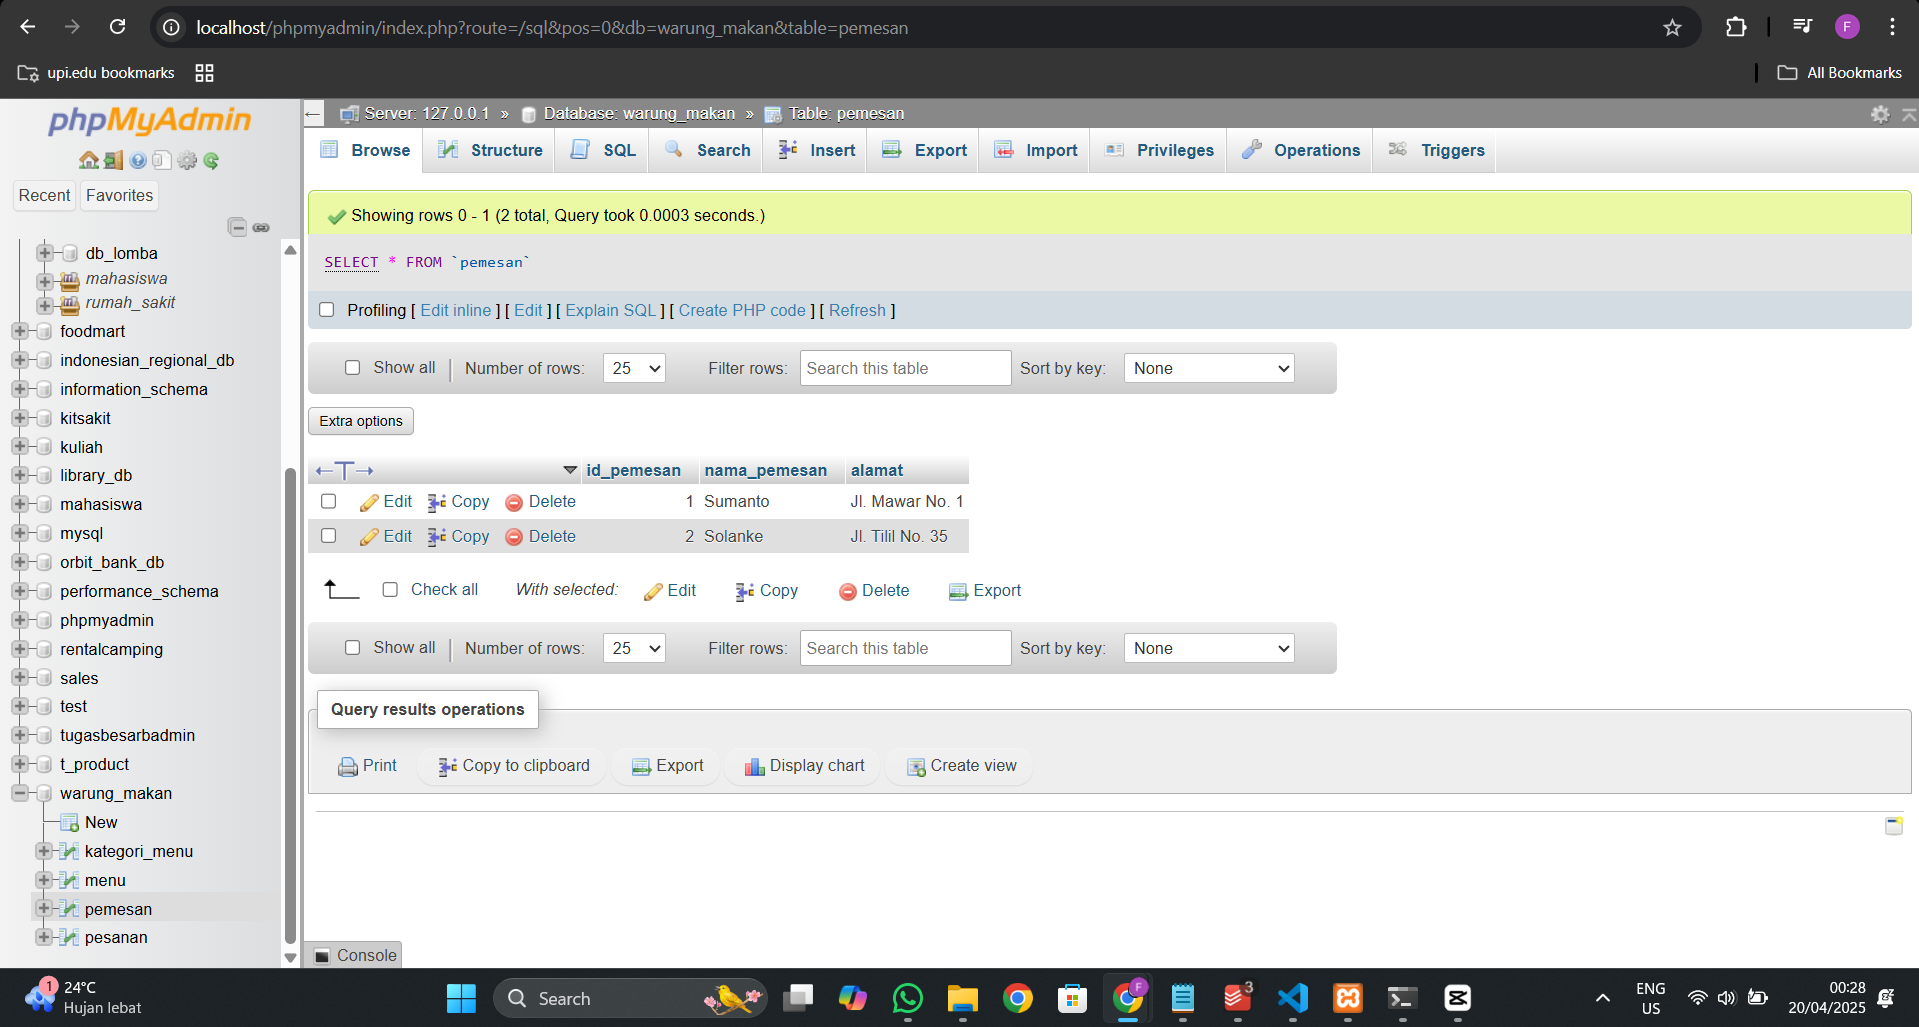 localhost/phpmyadmin/index.php?route=/sql&pos=0&db=warung_makan&table=pemesan
F
upi.edu bookmarks
All Bookmarks
phpMyAdmin
Recent Favorites
db_lomba
mahasiswa
rumah_sakit
foodmart
indonesian_regional_db
information_schema
kitsakit
kuliah
library_db
mahasiswa
mysql
orbit_bank_db
performance_schema
phpmyadmin
rentalcamping
sales
test
tugasbesarbadmin
t_product
warung_makan
New
kategori_menu
menu
pemesan
pesanan
Server: 127.0.0.1 » Database: warung_makan » Table: pemesan
Browse Structure SQL Search Insert Export Import Privileges Operations Triggers
Showing rows 0 - 1 (2 total, Query took 0.0003 seconds.)
SELECT * FROM `pemesan`
Profiling [ Edit inline ] [ Edit ] [ Explain SQL ] [ Create PHP code ] [ Refresh ]
Show all | Number of rows: 25 Filter rows: Search this table Sort by key: None
Extra options
←T→ id_pemesan nama_pemesan alamat
Edit Copy Delete 1 Sumanto Jl. Mawar No. 1
Edit Copy Delete 2 Solanke Jl. Tilil No. 35
Check all With selected: Edit Copy Delete Export
Show all | Number of rows: 25 Filter rows: Search this table Sort by key: None
Query results operations
Print Copy to clipboard Export Display chart Create view
Console
1
24°C
Hujan lebat
Search
F
3
ENG
US
00:28
20/04/2025